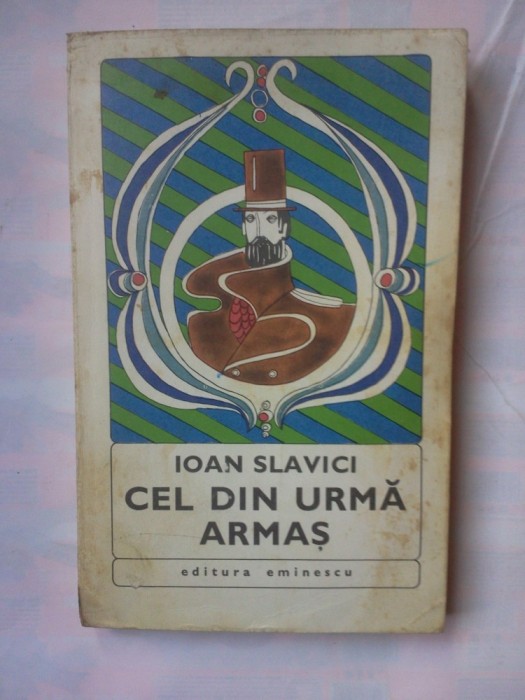 IOAN SLAVICI
CEL DIN URMĂ
ARMAȘ
editura eminescu